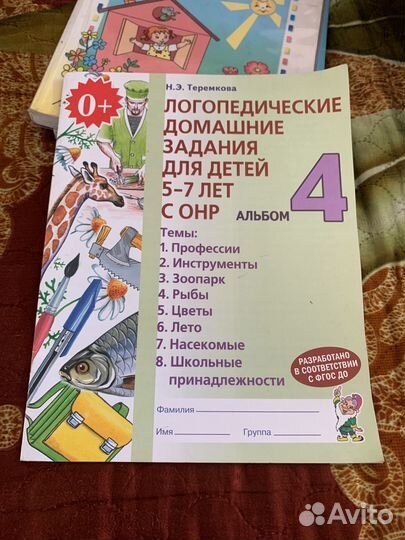 0+
Н.Э. Теремкова
ЛОГОПЕДИЧЕСКИЕ
ДОМАШНИЕ
ЗАДАНИЯ
ДЛЯ ДЕТЕЙ
5–7 ЛЕТ
С ОНР АЛЬБОМ 4
Темы:
1. Профессии
2. Инструменты
3. Зоопарк
4. Рыбы
5. Цветы
6. Лето
7. Насекомые
8. Школьные
принадлежности
РАЗРАБОТАНО
В СООТВЕТСТВИИ
С ФГОС ДО
Фамилия
Имя Группа
Avito